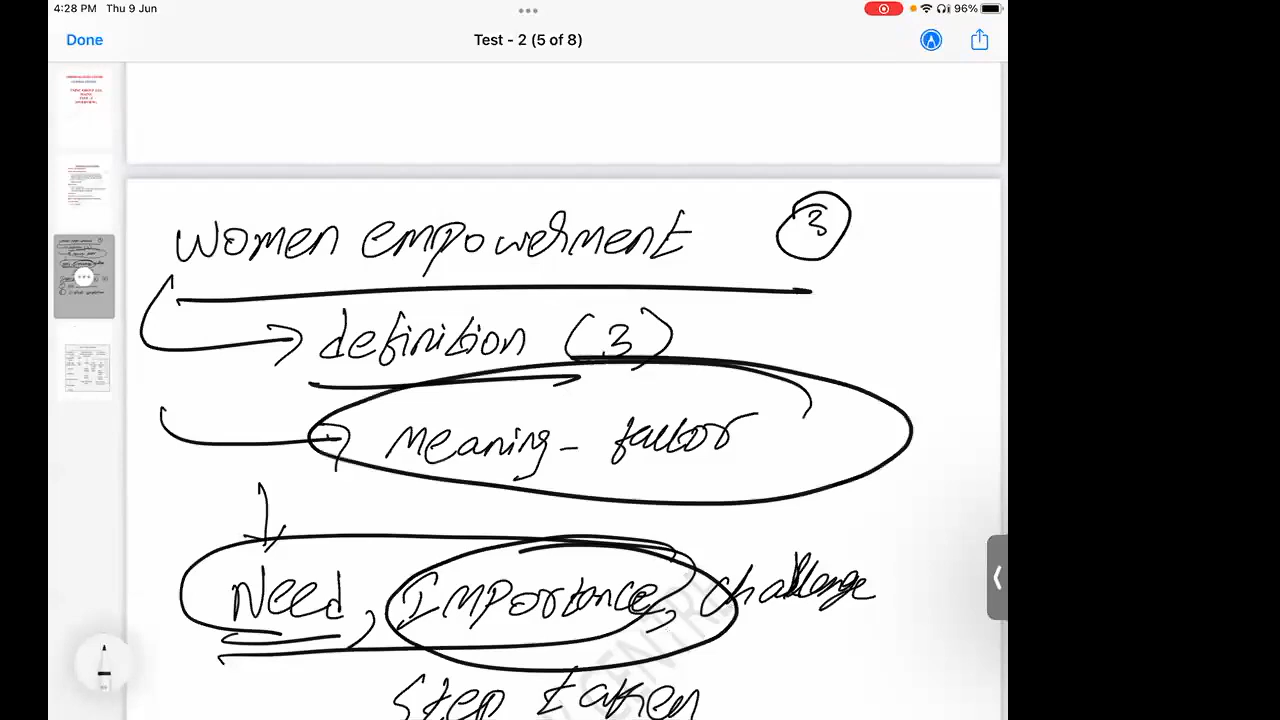 4:28 PM Thu 9 Jun
96%
Done
Test - 2 (5 of 8)
women empowerment 3
definition (3)
Meaning - factor
Need, Importance, challenge
Step taken